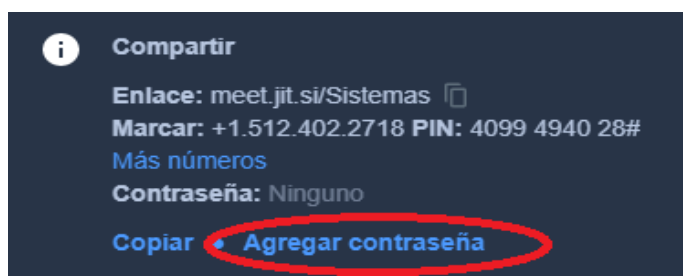 Compartir
Enlace: meet.jit.si/Sistemas
Marcar: +1.512.402.2718 PIN: 4099 4940 28#
Más números
Contraseña: Ninguno
Copiar • Agregar contraseña